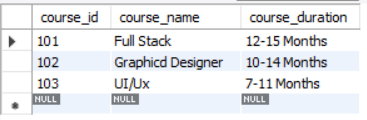 course_id course_name course_duration
101 Full Stack 12-15 Months
102 Graphicd Designer 10-14 Months
103 UI/Ux 7-11 Months
NULL NULL NULL